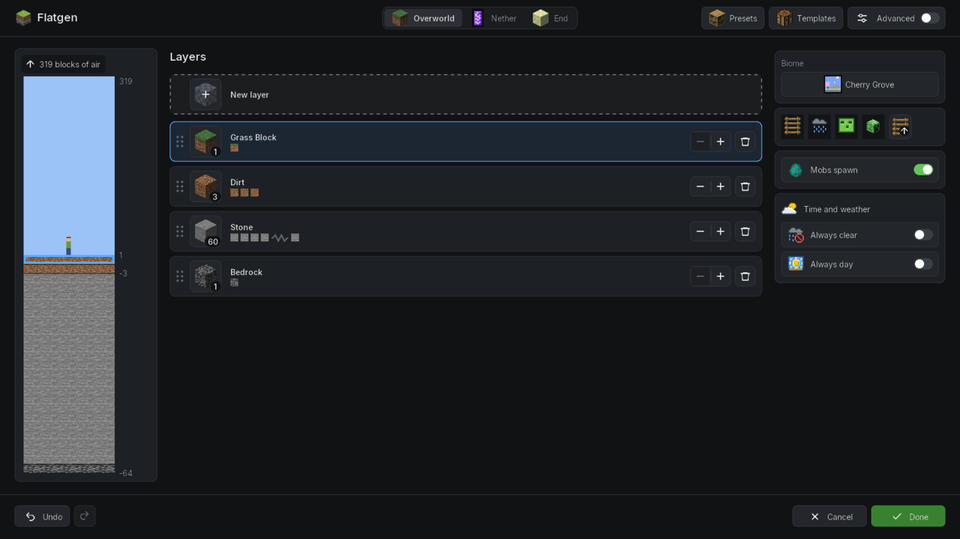 Flatgen
Overworld
Nether
End
Presets
Templates
Advanced
319 blocks of air
319
1
-3
-64
Layers
New layer
Grass Block
1
Dirt
3
Stone
60
Bedrock
1
Biome
Cherry Grove
Mobs spawn
Time and weather
Always clear
Always day
Undo
Cancel
Done